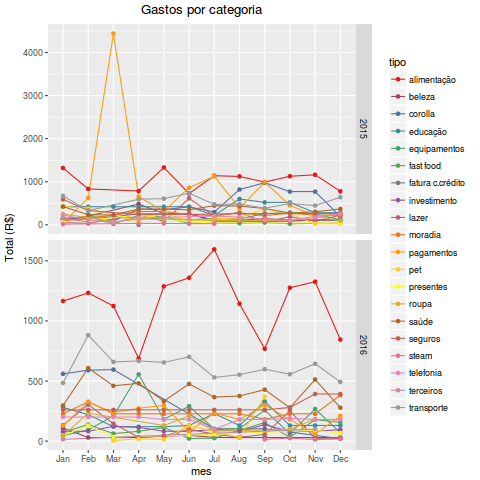 Gastos por categoria
Total (R$)
4000
3000
2000
1000
0
2015
1500
1000
500
0
2016
Jan Feb Mar Apr May Jun Jul Aug Sep Oct Nov Dec
mes
tipo
alimentação
beleza
corolla
educação
equipamentos
fast food
fatura c.crédito
investimento
lazer
moradia
pagamentos
pet
presentes
roupa
saúde
seguros
steam
telefonia
terceiros
transporte